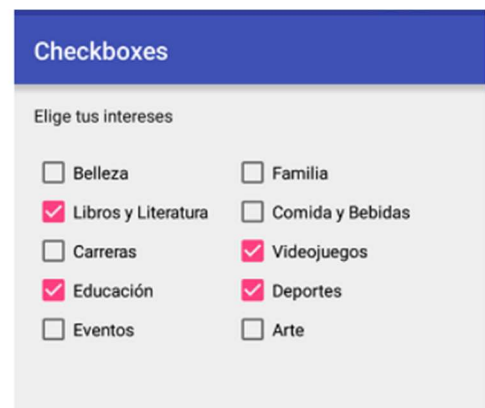 Checkboxes
Elige tus intereses
Belleza
Familia
Libros y Literatura
Comida y Bebidas
Carreras
Videojuegos
Educación
Deportes
Eventos
Arte